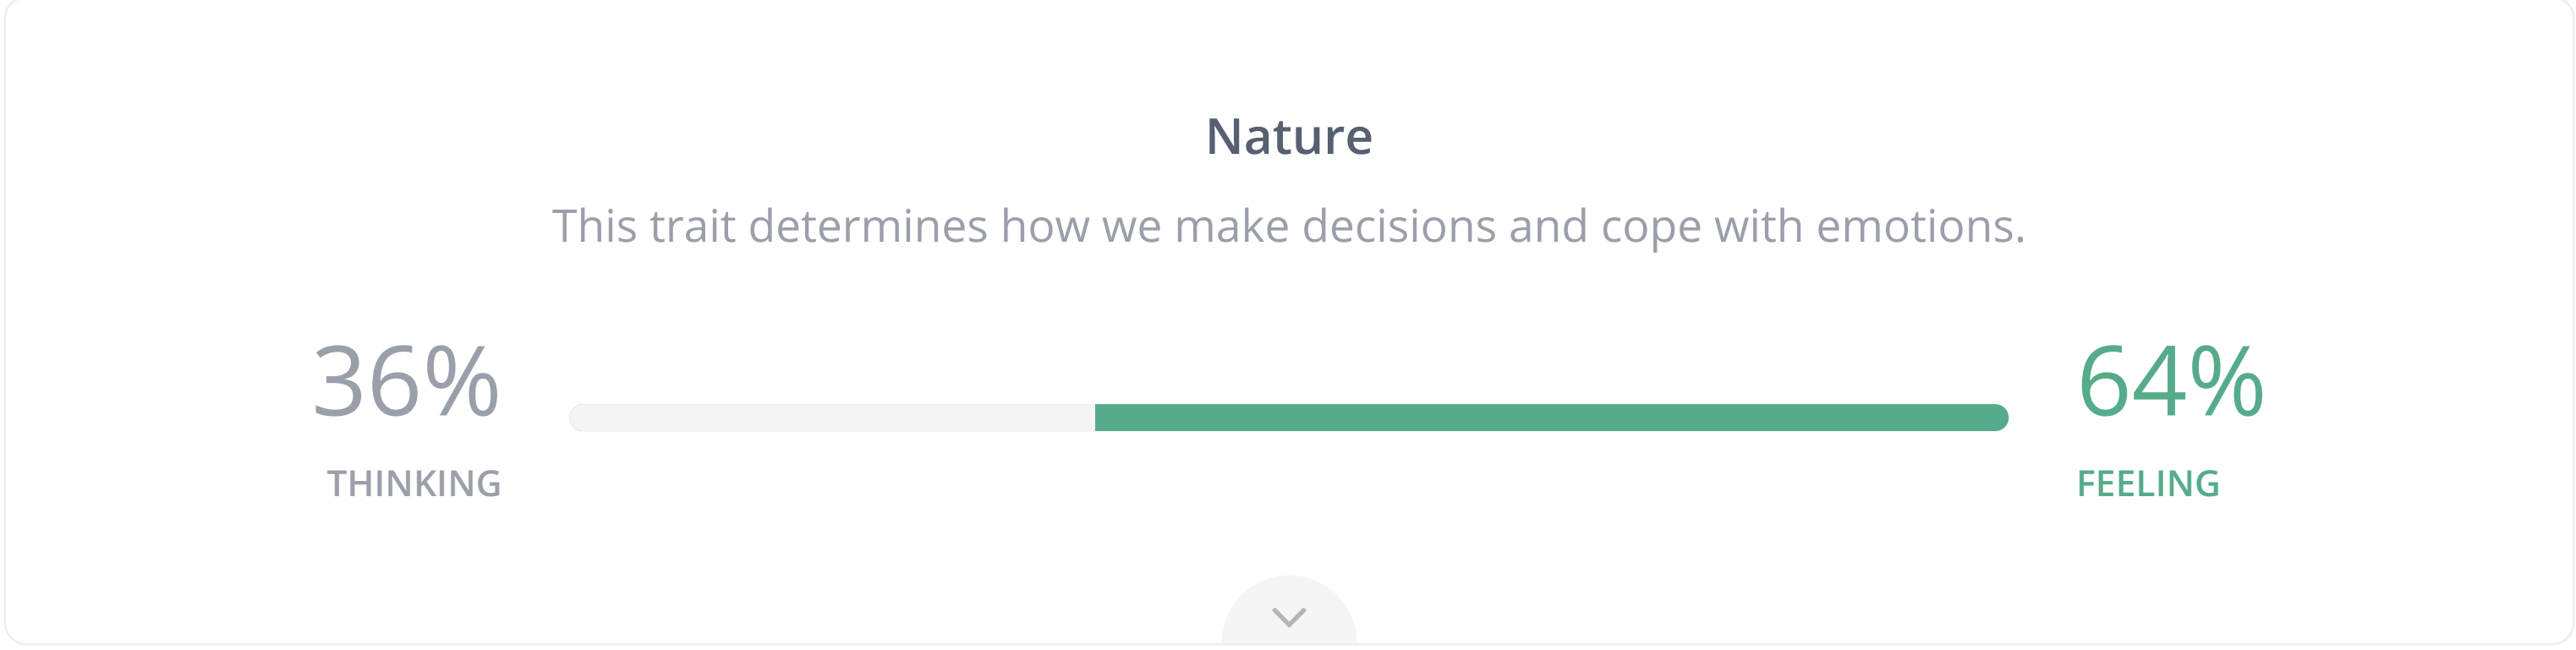 Nature
This trait determines how we make decisions and cope with emotions.
36%
64%
THINKING
FEELING